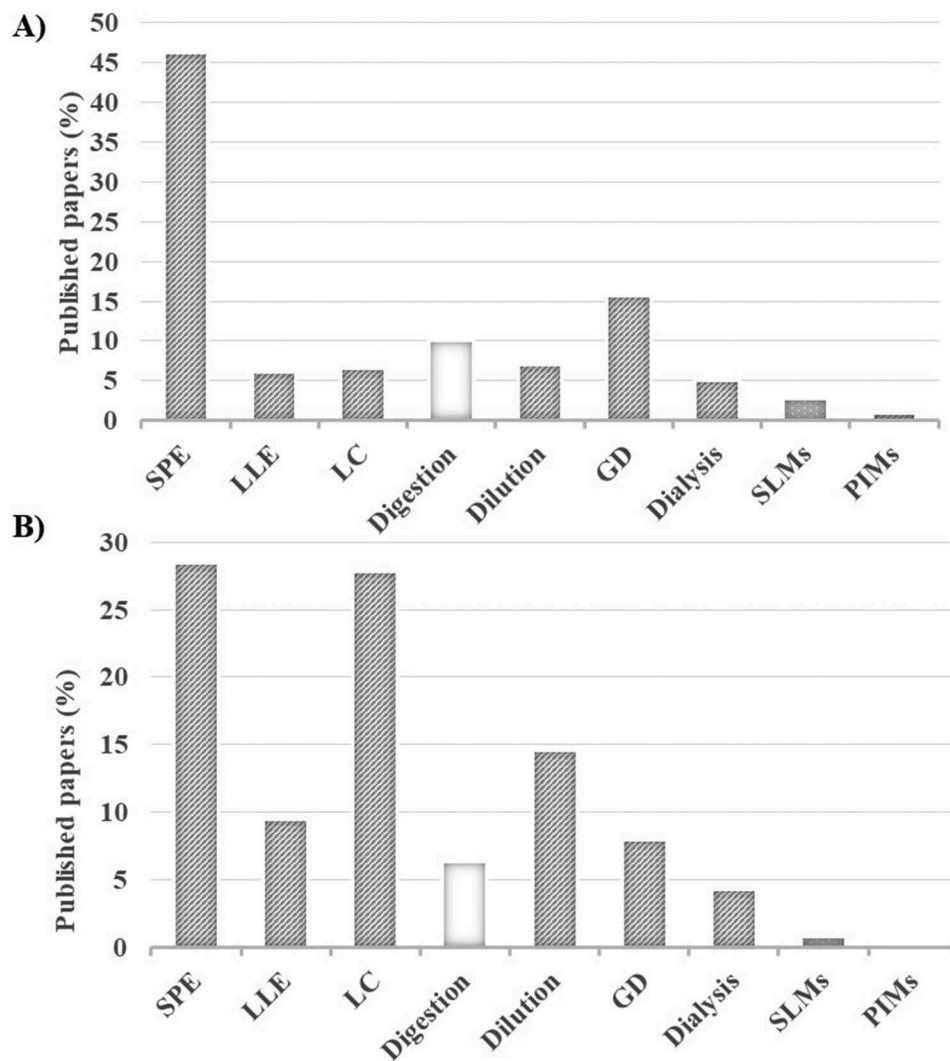 A)
Published papers (%)
50
45
40
35
30
25
20
15
10
5
0
SPE
LLE
LC
Digestion
Dilution
GD
Dialysis
SLMs
PIMs
B)
Published papers (%)
30
25
20
15
10
5
0
SPE
LLE
LC
Digestion
Dilution
GD
Dialysis
SLMs
PIMs